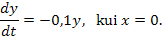 dy/dt = −0,1y, kui x = 0.